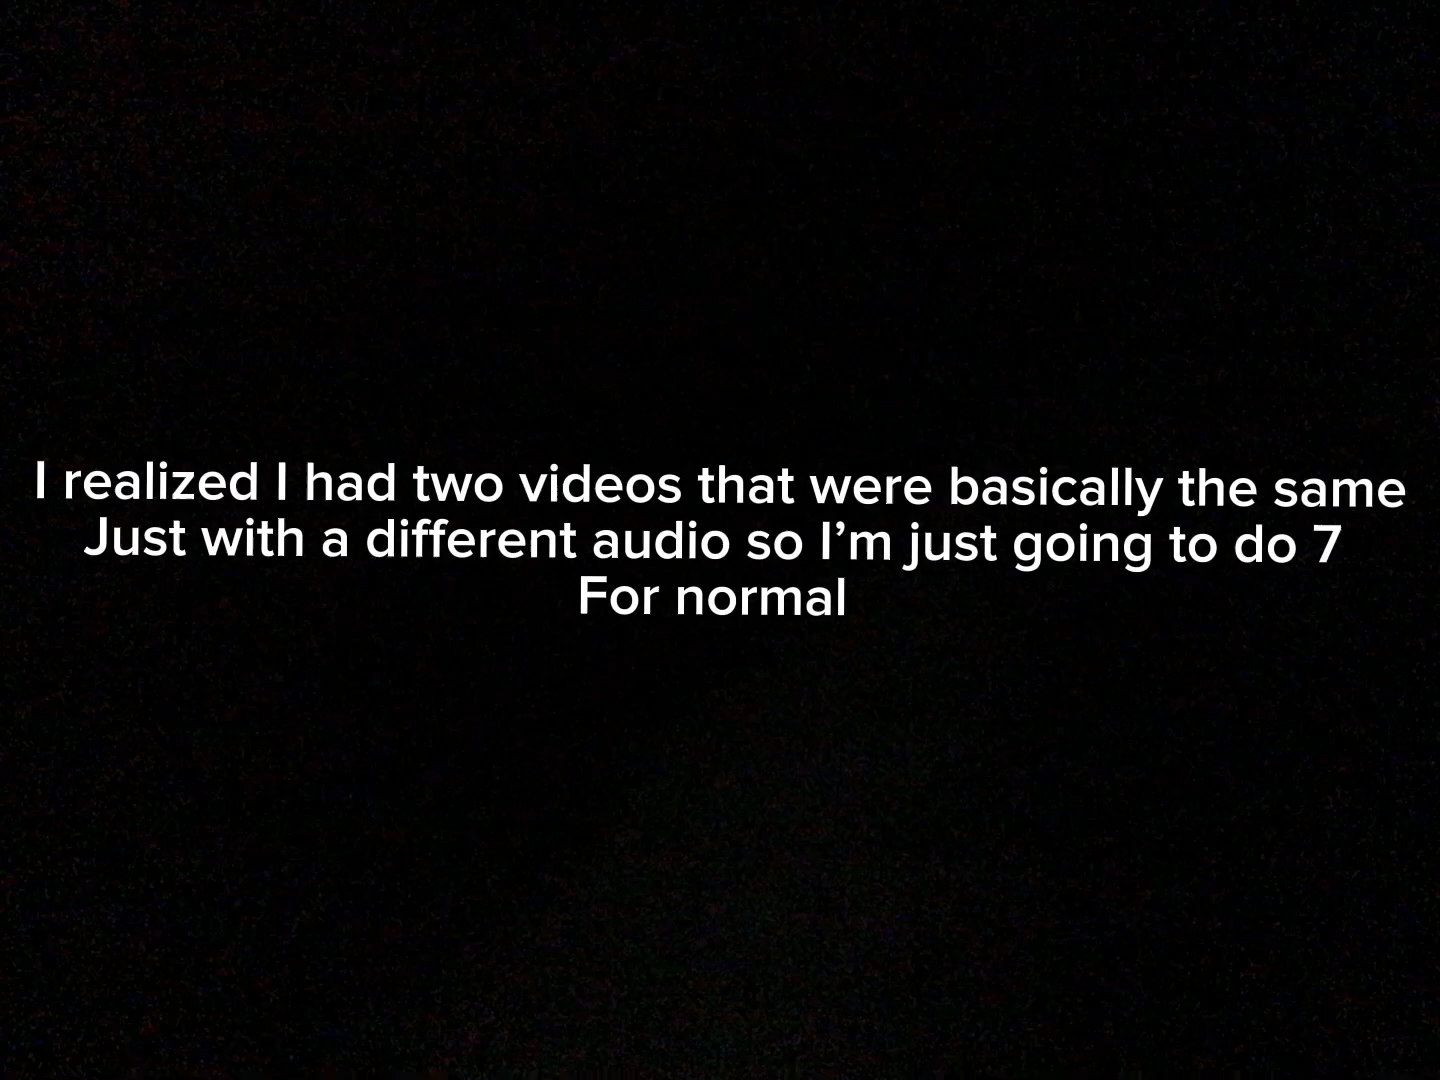 I realized I had two videos that were basically the same
Just with a different audio so I’m just going to do 7
For normal